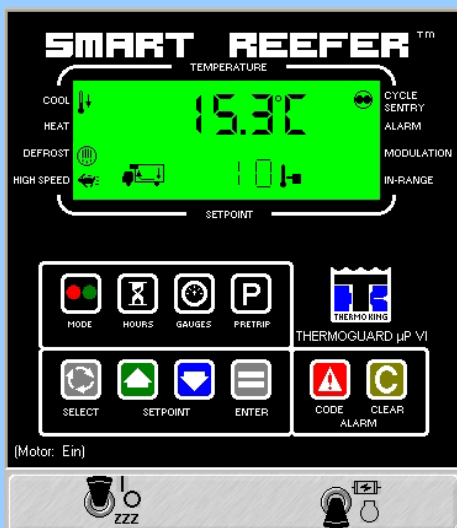 SMART REEFER™
TEMPERATURE
COOL
CYCLE SENTRY
15.3°C
HEAT
ALARM
DEFROST
MODULATION
HIGH SPEED
10
IN-RANGE
SETPOINT
MODE
HOURS
GAUGES
P
PRETRIP
THERMO KING
THERMOGUARD µP VI
SELECT
SETPOINT
ENTER
CODE
C
CLEAR
ALARM
(Motor: Ein)
I
O
ZZZ